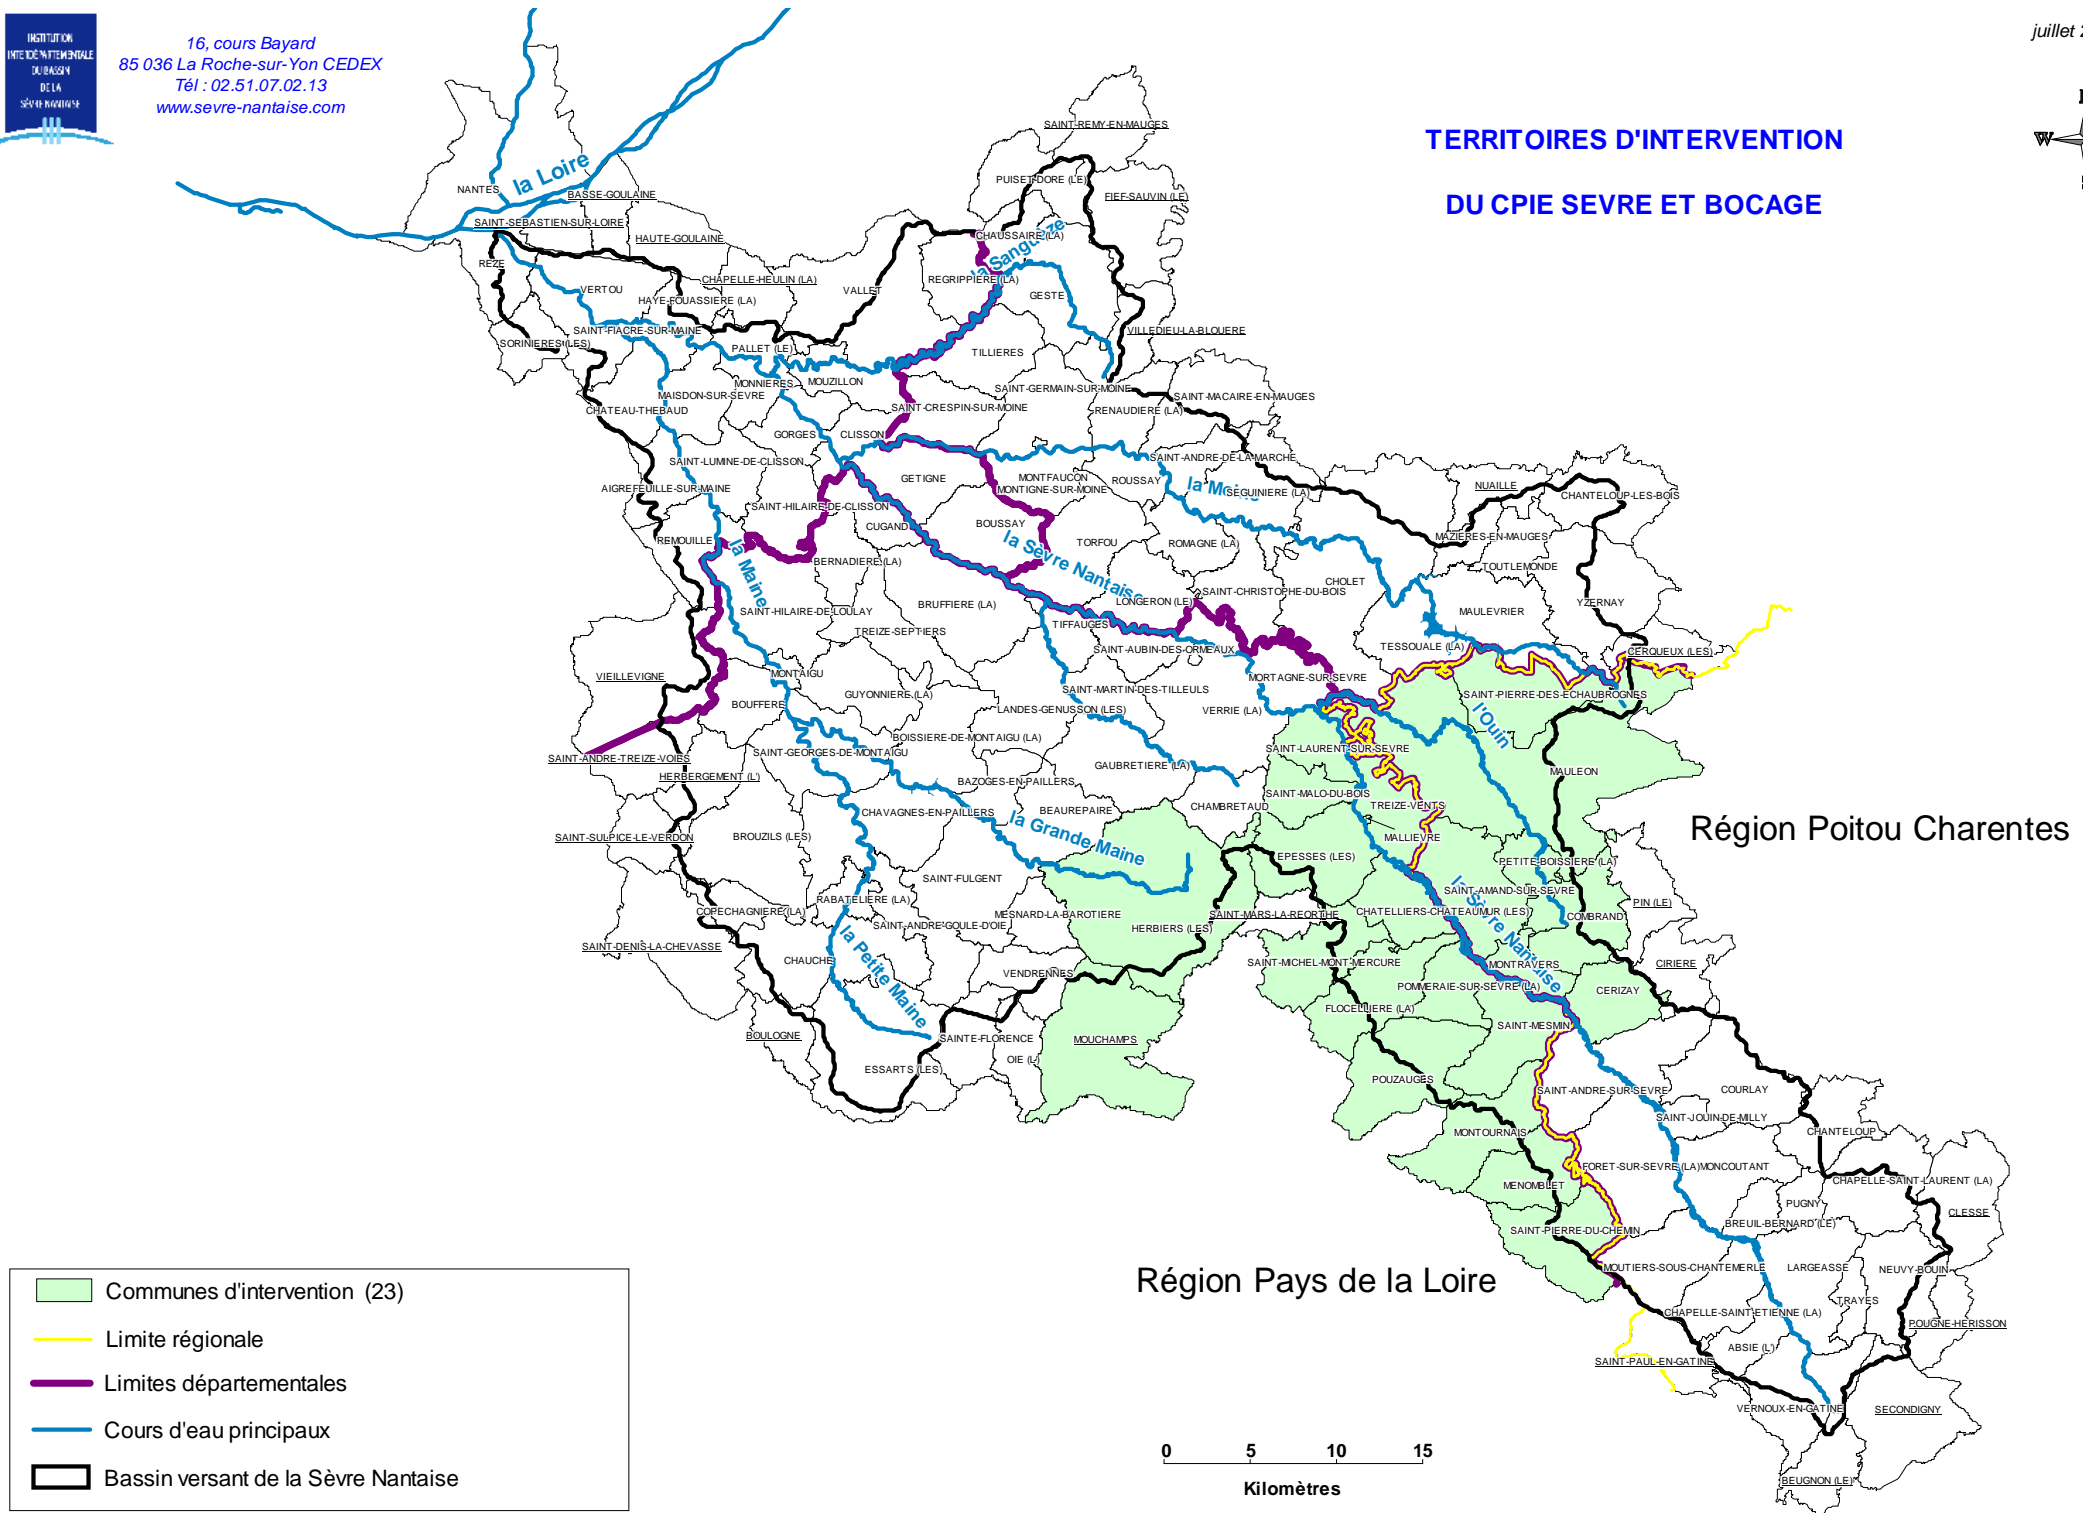 INSTITUTION
INTERDÉPARTEMENTALE
DU BASSIN
DE LA
SÈVRE NANTAISE
16, cours Bayard
85 036 La Roche-sur-Yon CEDEX
Tél : 02.51.07.02.13
www.sevre-nantaise.com
juillet
W
TERRITOIRES D'INTERVENTION
DU CPIE SEVRE ET BOCAGE
SAINT-REMY-EN-MAUGES
PUISET-DORE (LE)
FIEF-SAUVIN (LE)
la Loire
NANTES
BASSE-GOULAINE
SAINT-SEBASTIEN-SUR-LOIRE
HAUTE-GOULAINE
CHAUSSAIRE (LA)
la Sanguèze
REZE
CHAPELLE-HEULIN (LA)
REGRIPPIERE (LA)
VERTOU
VALLET
GESTE
HAYE-FOUASSIERE (LA)
SAINT-FIACRE-SUR-MAINE
VILLEDIEU-LA-BLOUERE
SORINIERES (LES)
PALLET (LE)
TILLIERES
MONNIERES
MOUZILLON
SAINT-GERMAIN-SUR-MOINE
MAISDON-SUR-SEVRE
SAINT-MACAIRE-EN-MAUGES
CHATEAU-THEBAUD
SAINT-CRESPIN-SUR-MOINE
RENAUDIERE (LA)
GORGES
CLISSON
SAINT-LUMINE-DE-CLISSON
SAINT-ANDRE-DE-LA-MARCHE
GETIGNE
MONTFAUCON
ROUSSAY
la Moine
SEGUINIERE (LA)
NUAILLE
CHANTELOUP-LES-BOIS
AIGREFEUILLE-SUR-MAINE
MONTIGNE-SUR-MOINE
SAINT-HILAIRE-DE-CLISSON
CUGAND
BOUSSAY
la Sèvre Nantaise
TORFOU
ROMAGNE (LA)
MAZIERES-EN-MAUGES
REMOUILLE
la Maine
BERNADIERE (LA)
TOUTLEMONDE
CHOLET
SAINT-CHRISTOPHE-DU-BOIS
LONGERON (LE)
YZERNAY
SAINT-HILAIRE-DE-LOULAY
BRUFFIERE (LA)
MAULEVRIER
TREIZE-SEPTIERS
TIFFAUGES
TESSOUALE (LA)
SAINT-AUBIN-DES-ORMEAUX
CERQUEUX (LES)
VIEILLEVIGNE
MONTAIGU
MORTAGNE-SUR-SEVRE
GUYONNIERE (LA)
SAINT-MARTIN-DES-TILLEULS
SAINT-PIERRE-DES-ECHAUBROGNES
BOUFFERE
LANDES-GENUSSON (LES)
VERRIE (LA)
l'Ouin
BOISSIERE-DE-MONTAIGU (LA)
SAINT-GEORGES-DE-MONTAIGU
SAINT-LAURENT-SUR-SEVRE
SAINT-ANDRE-TREIZE-VOIES
HERBERGEMENT (L')
GAUBRETIERE (LA)
MAULEON
BAZOGES-EN-PAILLERS
SAINT-MALO-DU-BOIS
CHAVAGNES-EN-PAILLERS
BEAUREPAIRE
CHAMBRETAUD
TREIZE-VENTS
la Grande Maine
Région Poitou Charentes
SAINT-SULPICE-LE-VERDON
BROUZILS (LES)
MALLIEVRE
EPESSES (LES)
PETITE-BOISSIERE (LA)
SAINT-FULGENT
la Sèvre Nantaise
SAINT-AMAND-SUR-SEVRE
RABATELIERE (LA)
PIN (LE)
COPECHAGNIERE (LA)
MESNARD-LA-BAROTIERE
SAINT-MARS-LA-REORTHE
CHATELLIERS-CHATEAUMUR (LES)
COMBRAND
SAINT-ANDRE-GOULE-D'OIE
HERBIERS (LES)
SAINT-DENIS-LA-CHEVASSE
la Petite Maine
CHAUCHE
VENDRENNES
SAINT-MICHEL-MONT-MERCURE
MONTRAVERS
CIRIERE
POMMERAIE-SUR-SEVRE (LA)
CERIZAY
FLOCELLIERE (LA)
BOULOGNE
SAINTE-FLORENCE
MOUCHAMPS
SAINT-MESMIN
OIE (L')
ESSARTS (LES)
POUZAUGES
SAINT-ANDRE-SUR-SEVRE
COURLAY
SAINT-JOUIN-DE-MILLY
MONTOURNAIS
CHANTELOUP
FORET-SUR-SEVRE (LA)
MONCOUTANT
MENOMBLET
CHAPELLE-SAINT-LAURENT (LA)
PUGNY
CLESSE
SAINT-PIERRE-DU-CHEMIN
BREUIL-BERNARD (LE)
Région Pays de la Loire
MOUTIERS-SOUS-CHANTEMERLE
LARGEASSE
NEUVY-BOUIN
TRAYES
CHAPELLE-SAINT-ETIENNE (LA)
POUGNE-HERISSON
ABSIE (L')
SAINT-PAUL-EN-GATINE
VERNOUX-EN-GATINE
SECONDIGNY
BEUGNON (LE)
Communes d'intervention (23)
Limite régionale
Limites départementales
Cours d'eau principaux
Bassin versant de la Sèvre Nantaise
0 5 10 15
Kilomètres